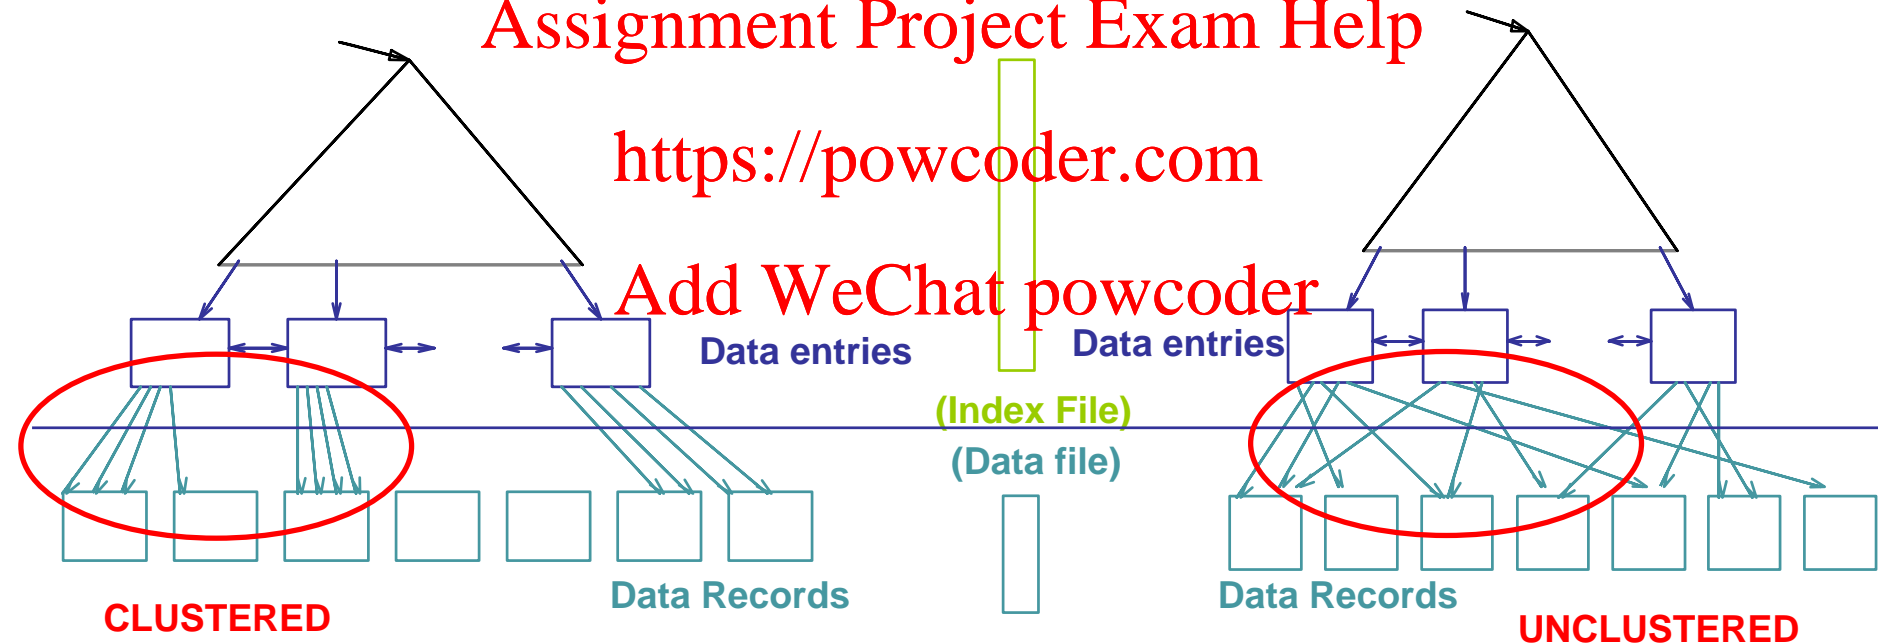 Assignment Project Exam Help
https://powcoder.com
Add WeChat powcoder
Data entries
Data entries
(Index File)
(Data file)
Data Records
Data Records
CLUSTERED
UNCLUSTERED